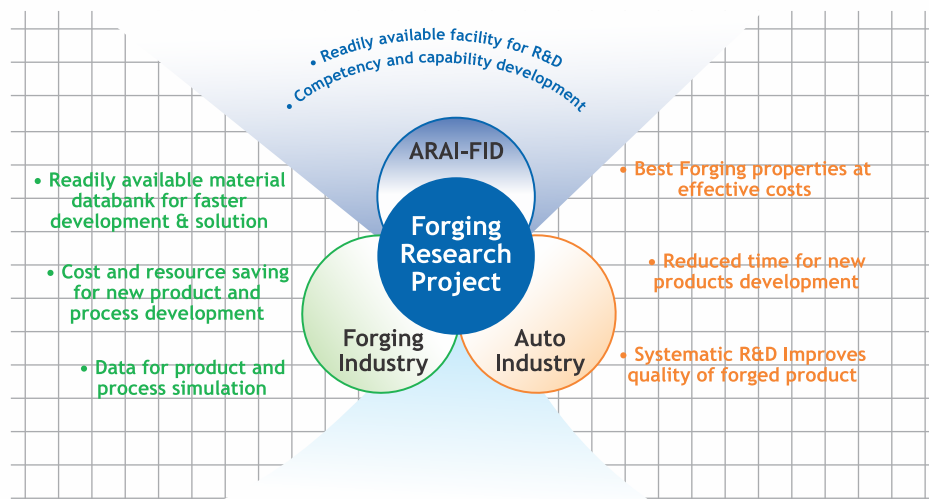 • Readily available facility for R&D
• Competency and capability development
ARAI-FID
Forging
Research
Project
Forging
Industry
Auto
Industry
• Readily available material
databank for faster
development & solution
• Cost and resource saving
for new product and
process development
• Data for product and
process simulation
• Best Forging properties at
effective costs
• Reduced time for new
products development
• Systematic R&D Improves
quality of forged product